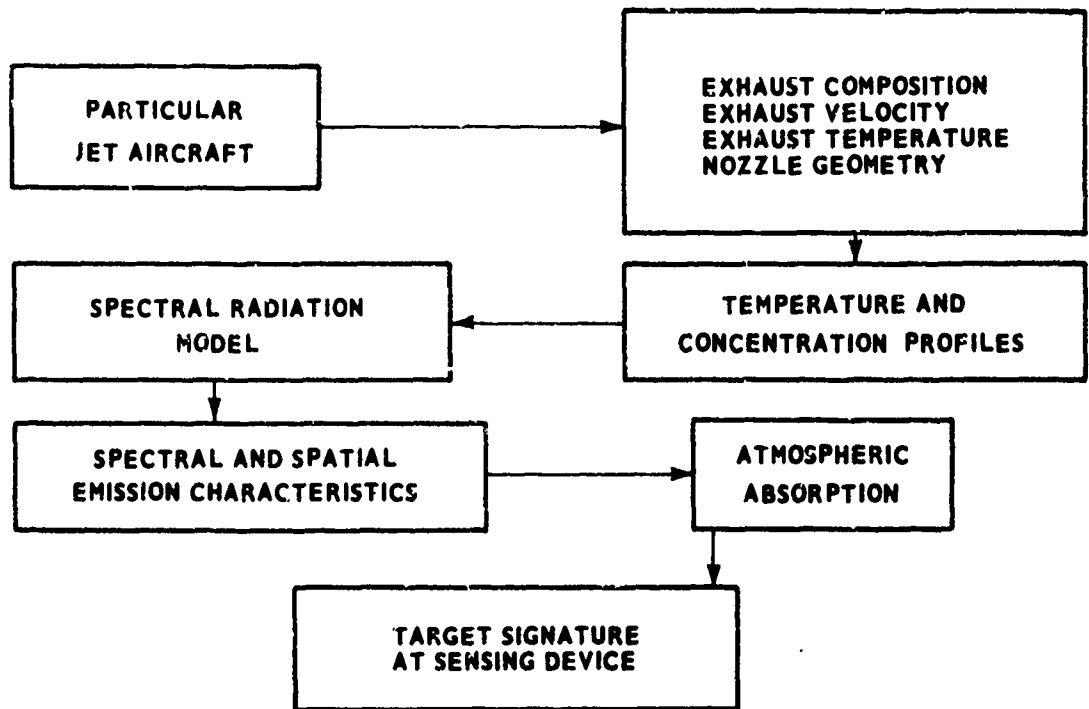 PARTICULAR
JET AIRCRAFT
EXHAUST COMPOSITION
EXHAUST VELOCITY
EXHAUST TEMPERATURE
NOZZLE GEOMETRY
TEMPERATURE AND
CONCENTRATION PROFILES
SPECTRAL RADIATION
MODEL
SPECTRAL AND SPATIAL
EMISSION CHARACTERISTICS
ATMOSPHERIC
ABSORPTION
TARGET SIGNATURE
AT SENSING DEVICE